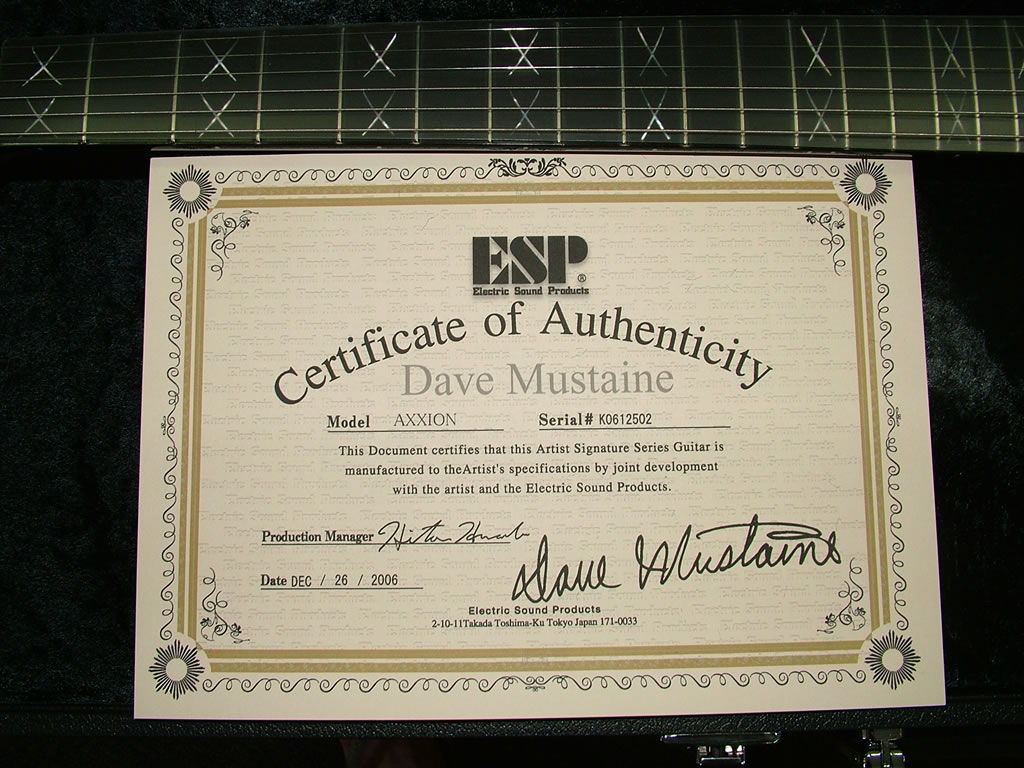 ESP®
Electric Sound Products
Certificate of Authenticity
Dave Mustaine
Model AXXION Serial# K0612502
This Document certifies that this Artist Signature Series Guitar is
manufactured to theArtist's specifications by joint development
with the artist and the Electric Sound Products.
Production Manager
Dave Mustaine
Date DEC / 26 / 2006
Electric Sound Products
2-10-11Takada Toshima-Ku Tokyo Japan 171-0033